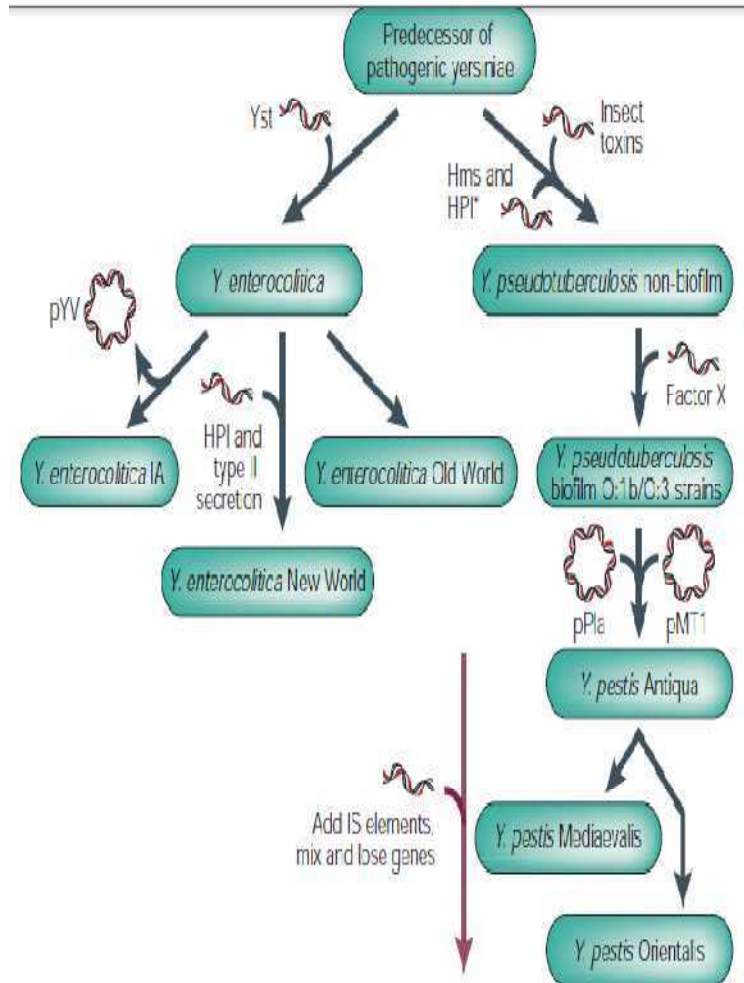 Predecessor of
pathogenic yersiniae
Yst
Insect
toxins
Hms and
HPI*
Y. enterocolitica
Y. pseudotuberculosis non-biofilm
pYV
Factor X
HPI and
type II
secretion
Y. enterocolitica IA
Y. enterocolitica Old World
Y. pseudotuberculosis
biofilm O:1b/O:3 strains
Y. enterocolitica New World
pPla
pMT1
Y. pestis Antiqua
Add IS elements,
mix and lose genes
Y. pestis Mediaevalis
Y. pestis Orientalis